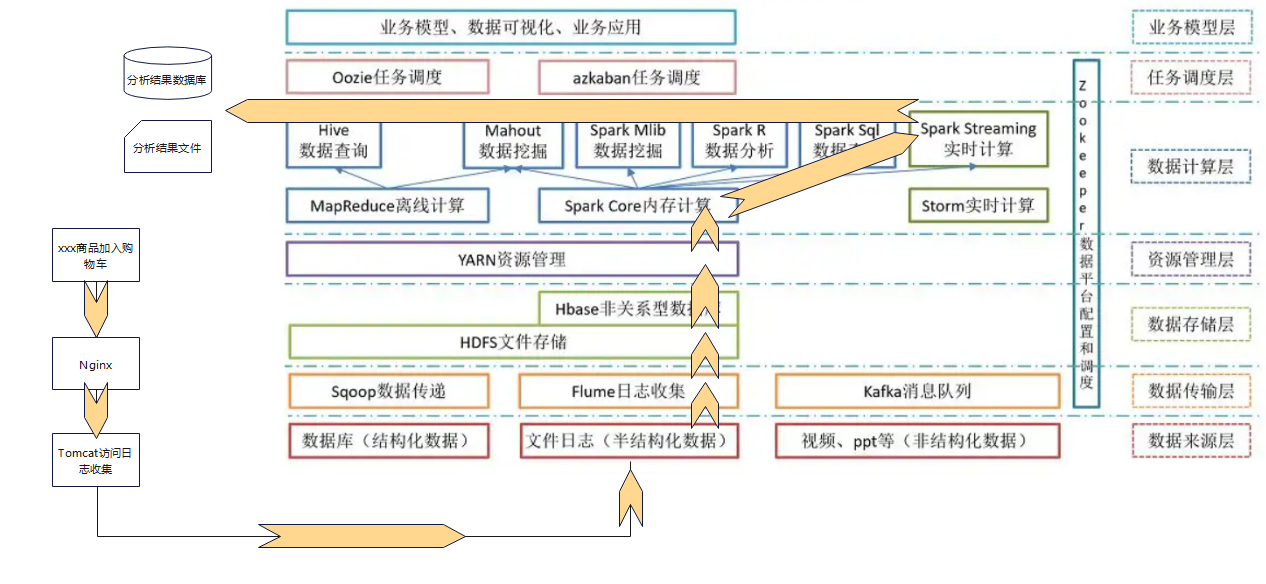 业务模型、数据可视化、业务应用
业务模型层
分析结果数据库
Oozie任务调度
azkaban任务调度
任务调度层
分析结果文件
Hive
数据查询
Mahout
数据挖掘
Spark Mlib
数据挖掘
Spark R
数据分析
Spark Sql
数据
Spark Streaming
实时计算
数据计算层
MapReduce离线计算
Spark Core内存计算
Storm实时计算
Zookeeper数据平台配置和调度
xxx商品加入购
物车
YARN资源管理
资源管理层
Hbase非关系型数据
数据存储层
HDFS文件存储
Nginx
Sqoop数据传递
Flume日志收集
Kafka消息队列
数据传输层
Tomcat访问日
志收集
数据库（结构化数据）
文件日志（半结构化数据）
视频、ppt等（非结构化数据）
数据来源层